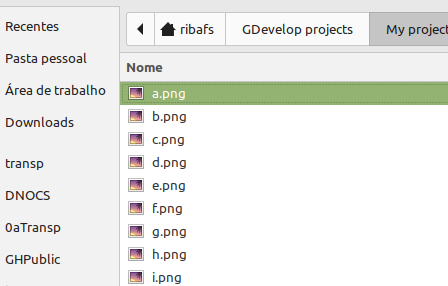 Recentes
Pasta pessoal
Área de trabalho
Downloads
transp
DNOCS
0aTransp
GHPublic
ribafs
GDevelop projects
My project
Nome
a.png
b.png
c.png
d.png
e.png
f.png
g.png
h.png
i.png